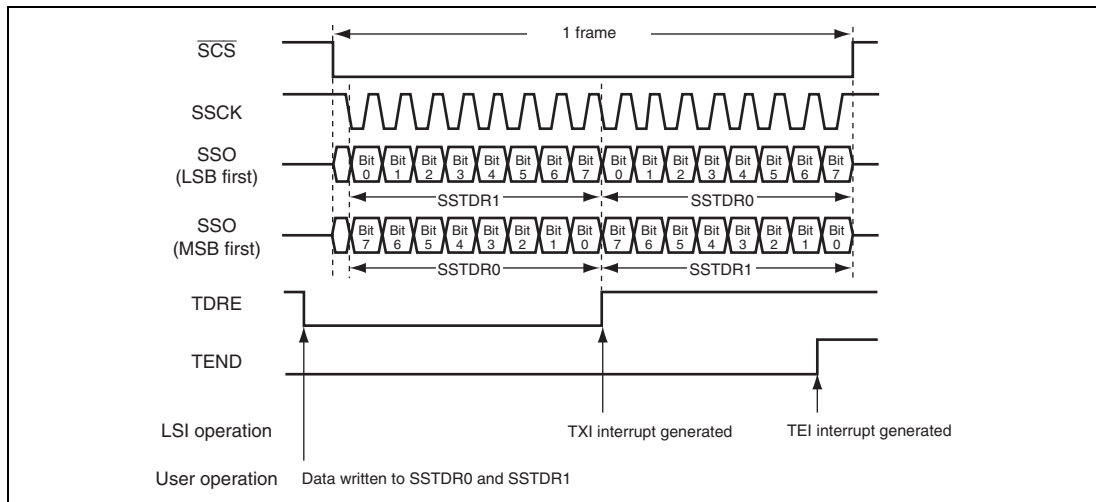 1 frame
SCS
SSCK
SSO
(LSB first)
Bit 0 Bit 1 Bit 2 Bit 3 Bit 4 Bit 5 Bit 6 Bit 7 Bit 0 Bit 1 Bit 2 Bit 3 Bit 4 Bit 5 Bit 6 Bit 7
SSTDR1 SSTDR0
SSO
(MSB first)
Bit 7 Bit 6 Bit 5 Bit 4 Bit 3 Bit 2 Bit 1 Bit 0 Bit 7 Bit 6 Bit 5 Bit 4 Bit 3 Bit 2 Bit 1 Bit 0
SSTDR0 SSTDR1
TDRE
TEND
LSI operation TXI interrupt generated TEI interrupt generated
User operation Data written to SSTDR0 and SSTDR1